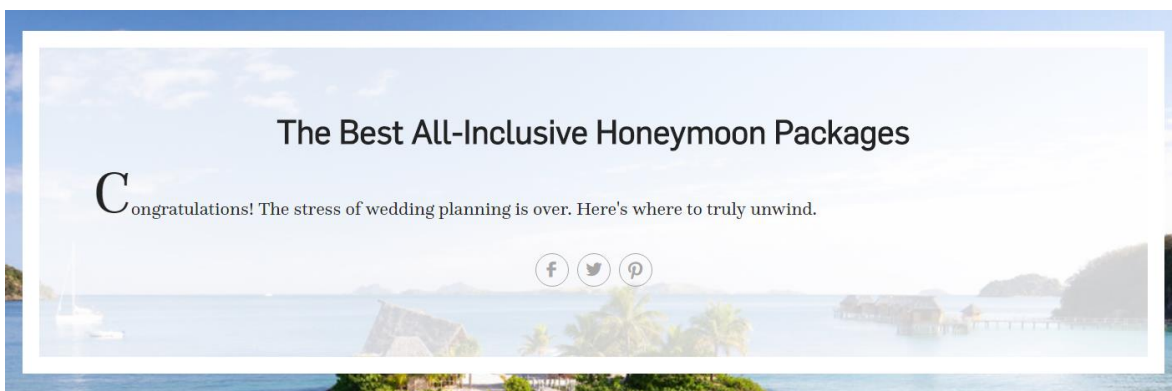 The Best All-Inclusive Honeymoon Packages
Congratulations! The stress of wedding planning is over. Here's where to truly unwind.